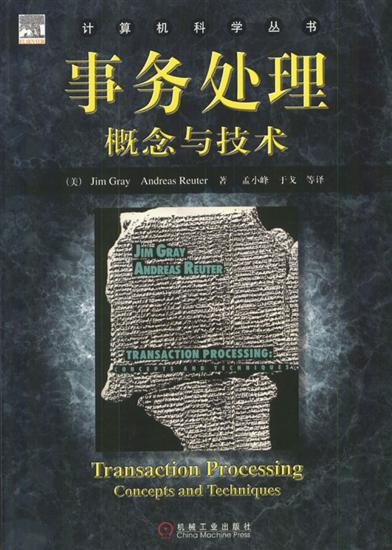 ELSEVIER
计算机科学丛书
事务处理
概念与技术
(美) Jim Gray Andreas Reuter 著 孟小峰 于戈 等译
JIM GRAY
ANDREAS REUTER
TRANSACTION PROCESSING:
CONCEPTS AND TECHNIQUES
Transaction Processing
Concepts and Techniques
机械工业出版社
China Machine Press